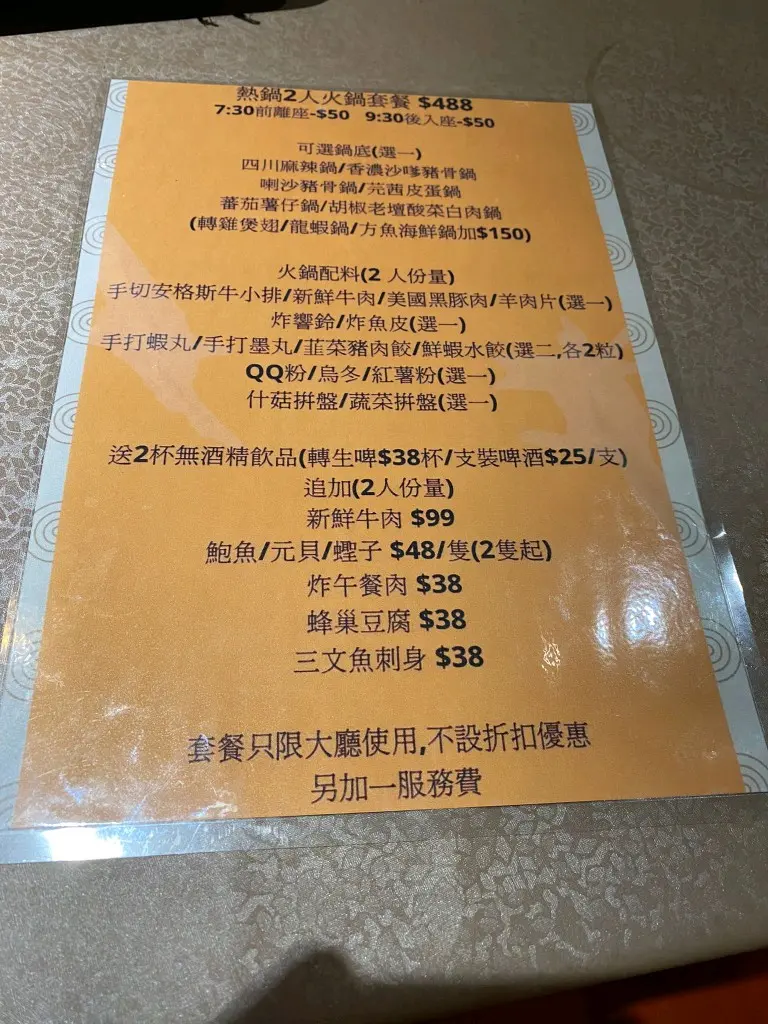 熱鍋2人火鍋套餐 $488
7:30前離座-$50 9:30後入座-$50
可選鍋底(選一)
四川麻辣鍋/香濃沙嗲豬骨鍋
喇沙豬骨鍋/芫茜皮蛋鍋
蕃茄薯仔鍋/胡椒老壇酸菜白肉鍋
(轉雞煲翅/龍蝦鍋/方魚海鮮鍋加$150)
火鍋配料(2 人份量)
手切安格斯牛小排/新鮮牛肉/美國黑豚肉/羊肉片(選一)
炸響鈴/炸魚皮(選一)
手打蝦丸/手打墨丸/韮菜豬肉餃/鮮蝦水餃(選二,各2粒)
QQ粉/烏冬/紅薯粉(選一)
什菇拼盤/蔬菜拼盤(選一)
送2杯無酒精飲品(轉生啤$38杯/支裝啤酒$25/支)
追加(2人份量)
新鮮牛肉 $99
鮑魚/元貝/蟶子 $48/隻(2隻起)
炸午餐肉 $38
蜂巢豆腐 $38
三文魚刺身 $38
套餐只限大廳使用,不設折扣優惠
另加一服務費